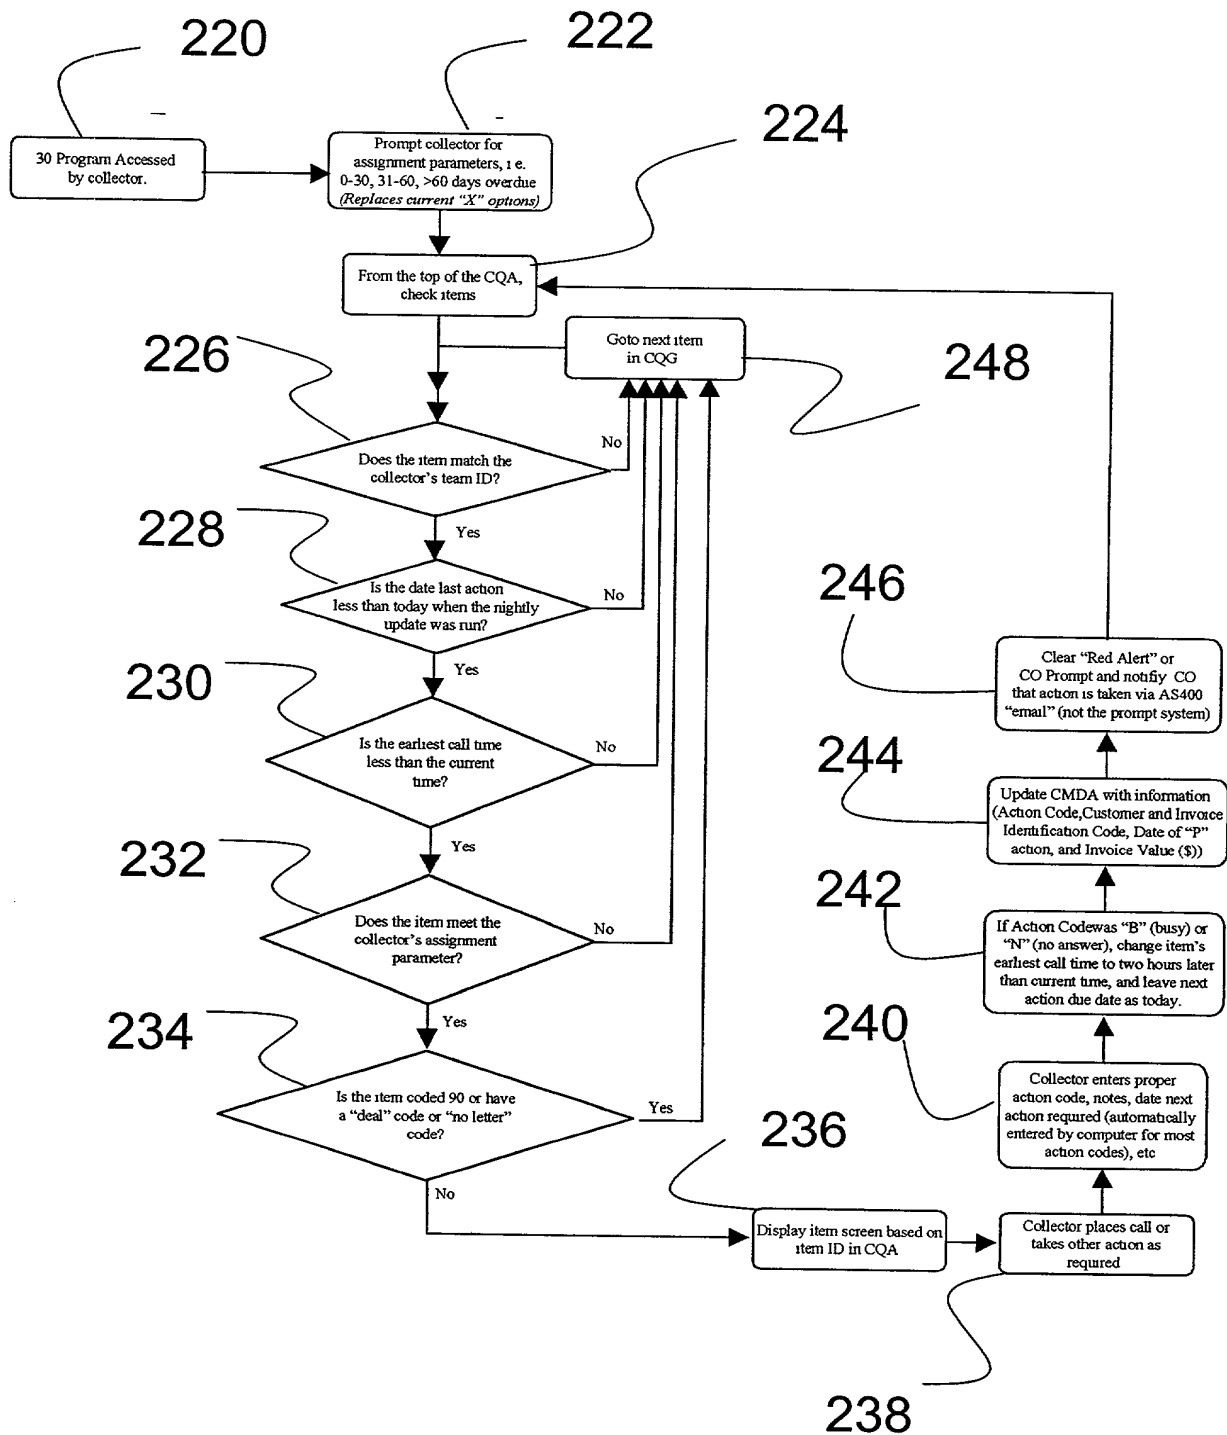 220
222
224
30 Program Accessed
by collector.
Prompt collector for
assignment parameters, i e.
0-30, 31-60, >60 days overdue
(Replaces current "X" options)
From the top of the CQA,
check items
Goto next item
in CQG
226
248
Does the item match the
collector's team ID?
No
Yes
228
Is the date last action
less than today when the nightly
update was run?
No
Yes
230
Is the earliest call time
less than the current
time?
No
Yes
232
Does the item meet the
collector's assignment
parameter?
No
Yes
234
Is the item coded 90 or have
a "deal" code or "no letter"
code?
Yes
No
236
Display item screen based on
item ID in CQA
Collector places call or
takes other action as
required
238
240
Collector enters proper
action code, notes, date next
action required (automatically
entered by computer for most
action codes), etc
242
If Action Codewas "B" (busy) or
"N" (no answer), change item's
earliest call time to two hours later
than current time, and leave next
action due date as today.
244
Update CMDA with information
(Action Code,Customer and Invoice
Identification Code, Date of "P"
action, and Invoice Value ($))
246
Clear "Red Alert" or
CO Prompt and notifiy CO
that action is taken via AS400
"email" (not the prompt system)